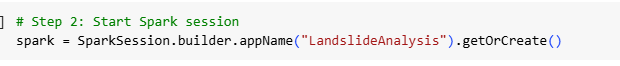 ] # Step 2: Start Spark session
spark = SparkSession.builder.appName("LandslideAnalysis").getOrCreate()